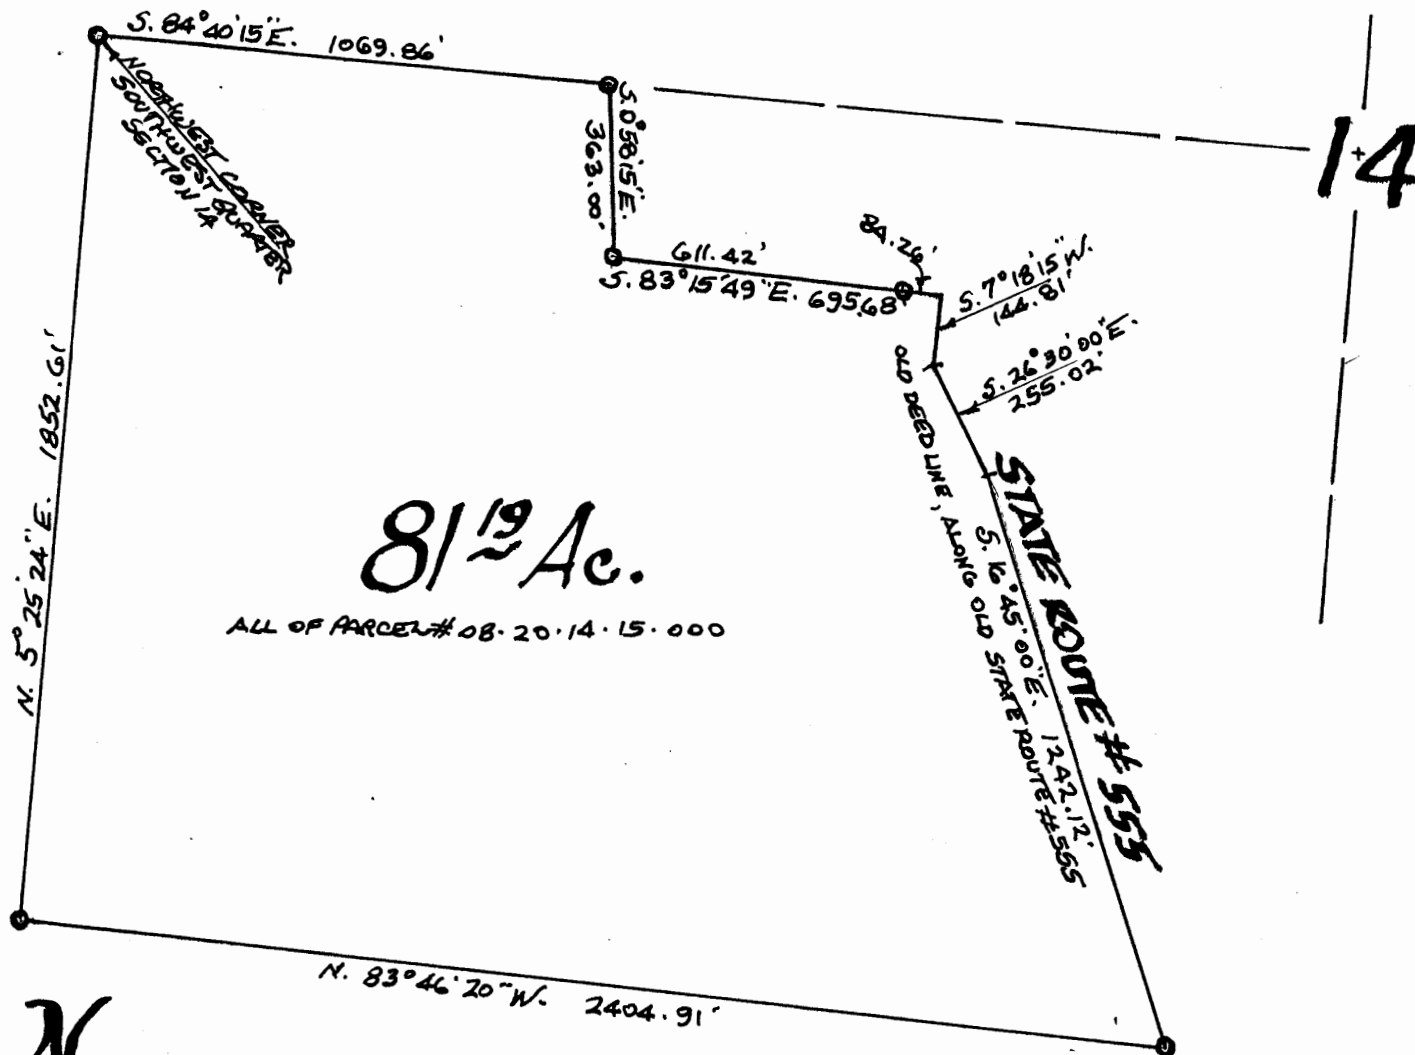 S. 84°40'15"E. 1069.86'
NORTHWEST CORNER
SOUTHWEST QUARTER
SECTION 14
S. 0°58'15"E.
363.00'
14
611.42'
S. 83°15'49"E. 695.68'
84.26'
S. 7°18'15"W.
144.81'
S. 26°30'00"E.
255.02'
N. 5°25'24"E. 1852.61'
OLD DEED LINE, ALONG OLD STATE ROUTE #555
S. 16°45'00"E. 1242.12'
STATE ROUTE #555
81 19 Ac.
ALL OF PARCEL# 08-20-14-15-000
N. 83°46'20"W. 2404.91'
N